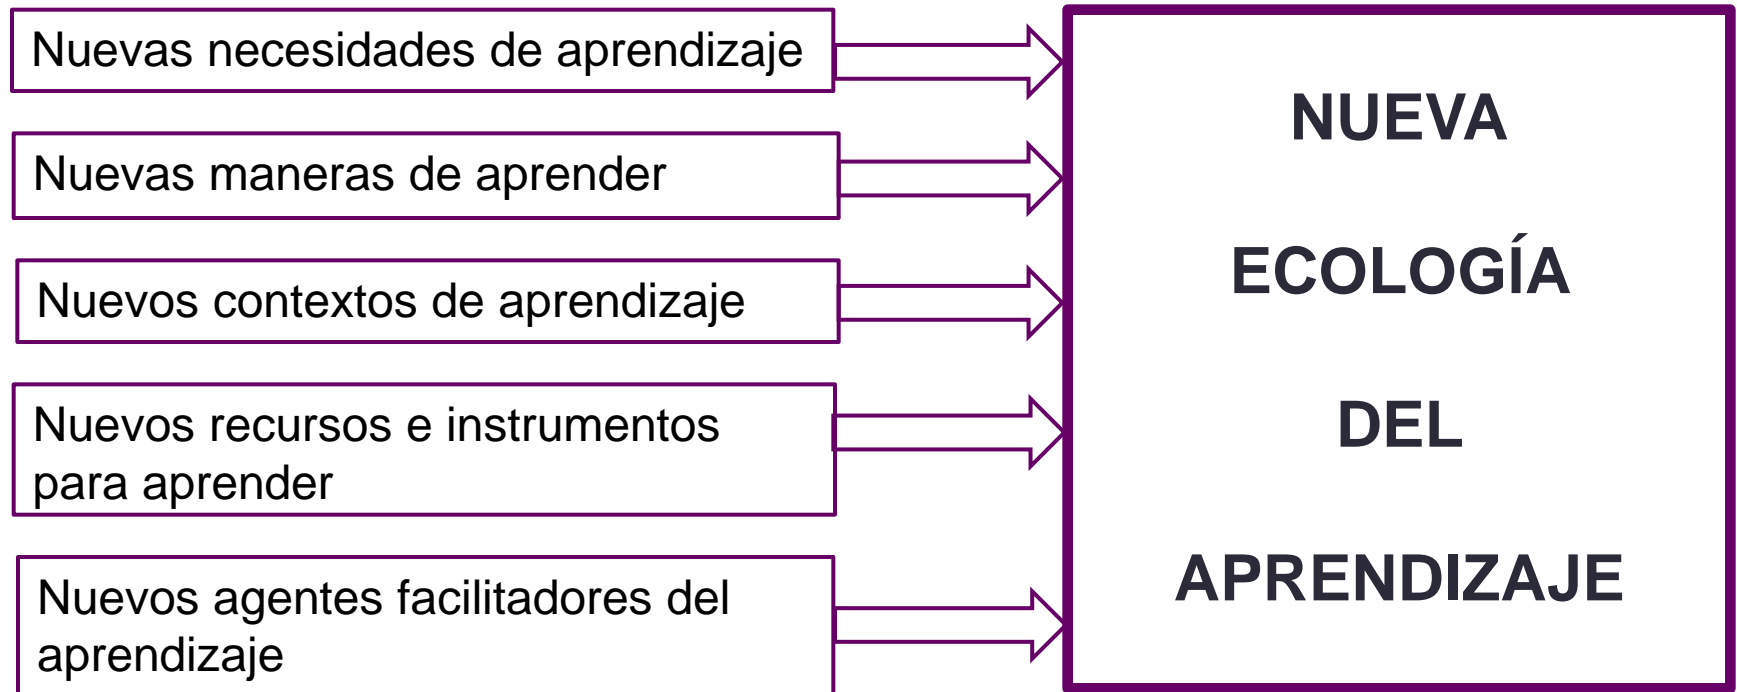 Nuevas necesidades de aprendizaje
Nuevas maneras de aprender
Nuevos contextos de aprendizaje
Nuevos recursos e instrumentos
para aprender
Nuevos agentes facilitadores del
aprendizaje
NUEVA
ECOLOGÍA
DEL
APRENDIZAJE